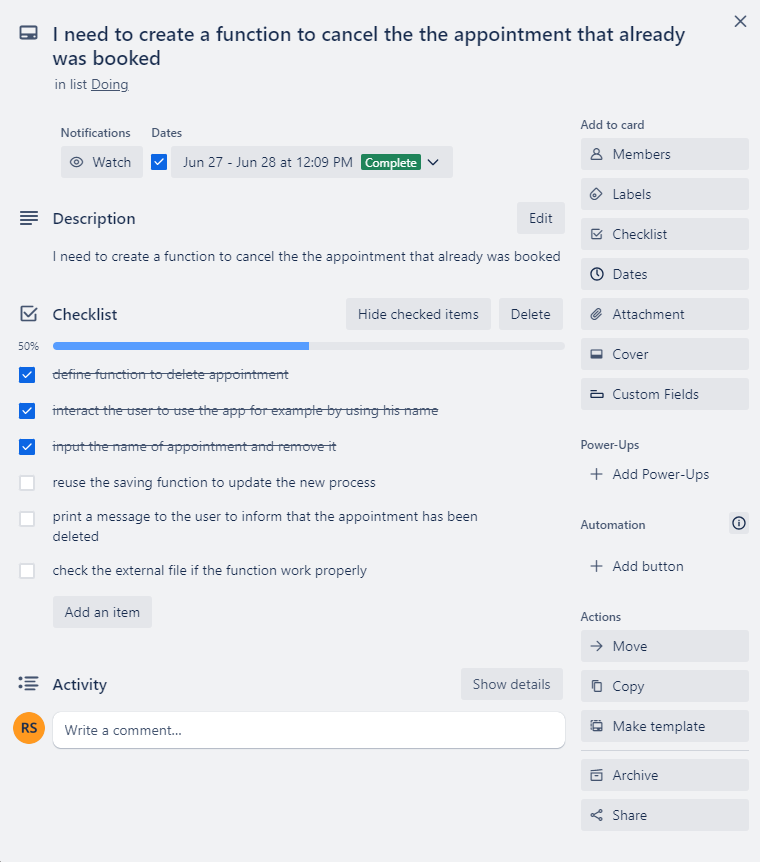 I need to create a function to cancel the the appointment that already
was booked
in list Doing
Notifications
Dates
Watch
Jun 27 - Jun 28 at 12:09 PM Complete
Description
Edit
I need to create a function to cancel the the appointment that already was booked
Checklist
Hide checked items
Delete
50%
define function to delete appointment
interact the user to use the app for example by using his name
input the name of appointment and remove it
reuse the saving function to update the new process
print a message to the user to inform that the appointment has been
deleted
check the external file if the function work properly
Add an item
Activity
Show details
RS
Write a comment...
Add to card
Members
Labels
Checklist
Dates
Attachment
Cover
Custom Fields
Power-Ups
Add Power-Ups
Automation
Add button
Actions
Move
Copy
Make template
Archive
Share